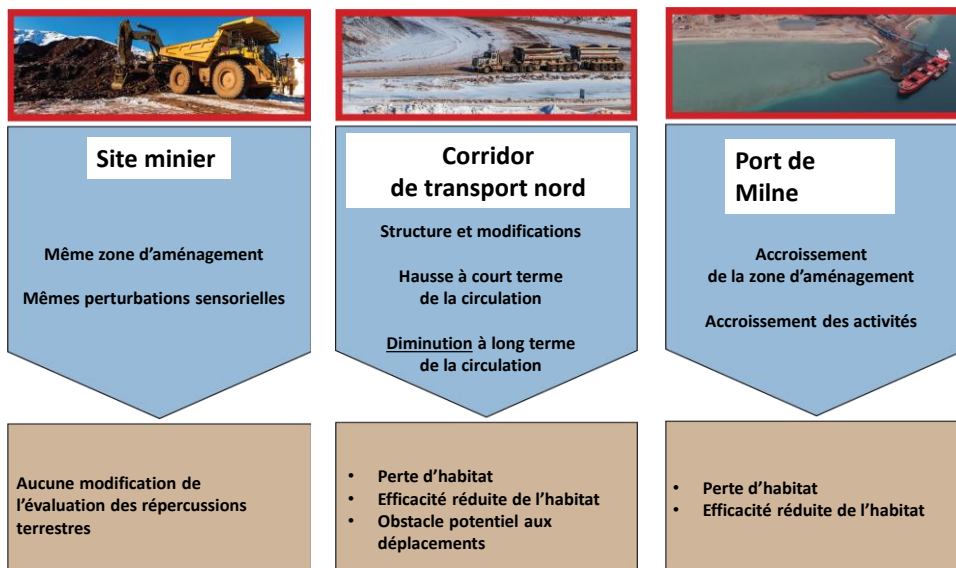 Site minier
Même zone d’aménagement
Mêmes perturbations sensorielles
Aucune modification de
l’évaluation des répercussions
terrestres
Corridor
de transport nord
Structure et modifications
Hausse à court terme
de la circulation
Diminution à long terme
de la circulation
• Perte d’habitat
• Efficacité réduite de l’habitat
• Obstacle potentiel aux
déplacements
Port de
Milne
Accroissement
de la zone d’aménagement
Accroissement des activités
• Perte d’habitat
• Efficacité réduite de l’habitat